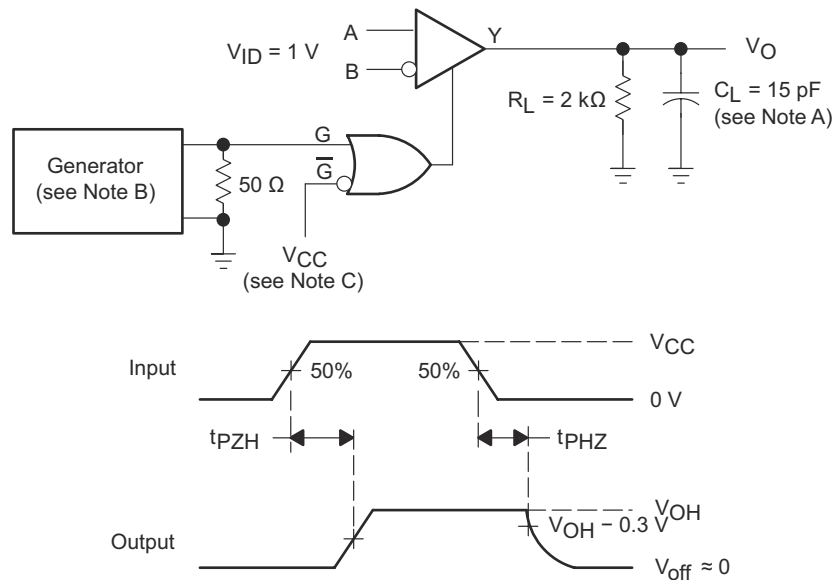 A
V_ID = 1 V
B
Y
V_O
R_L = 2 kΩ
C_L = 15 pF
(see Note A)
Generator
(see Note B)
50 Ω
G
G̅
V_CC
(see Note C)
Input
50%
50%
V_CC
0 V
t_PZH
t_PHZ
Output
V_OH
V_OH − 0.3 V
V_off ≈ 0